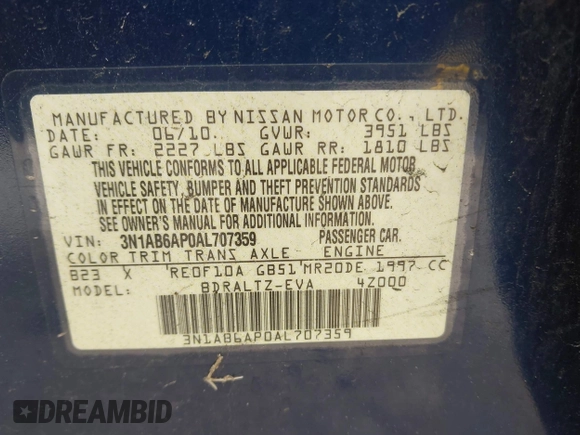 MANUFACTURED BY NISSAN MOTOR CO., LTD.
DATE: 06/10 GVWR: 3951 LBS
GAWR FR: 2227 LBS GAWR RR: 1810 LBS
THIS VEHICLE CONFORMS TO ALL APPLICABLE FEDERAL MOTOR
VEHICLE SAFETY, BUMPER AND THEFT PREVENTION STANDARDS
IN EFFECT ON THE DATE OF MANUFACTURE SHOWN ABOVE.
SEE OWNER'S MANUAL FOR ADDITIONAL INFORMATION.
VIN: 3N1AB6AP0AL707359 PASSENGER CAR.
COLOR TRIM TRANS AXLE ENGINE
B23 X RE0F10A GB51 MR20DE 1997 CC
MODEL: BDRALTZ-EVA 4Z000
3N1AB6AP0AL707359
DREAMBID